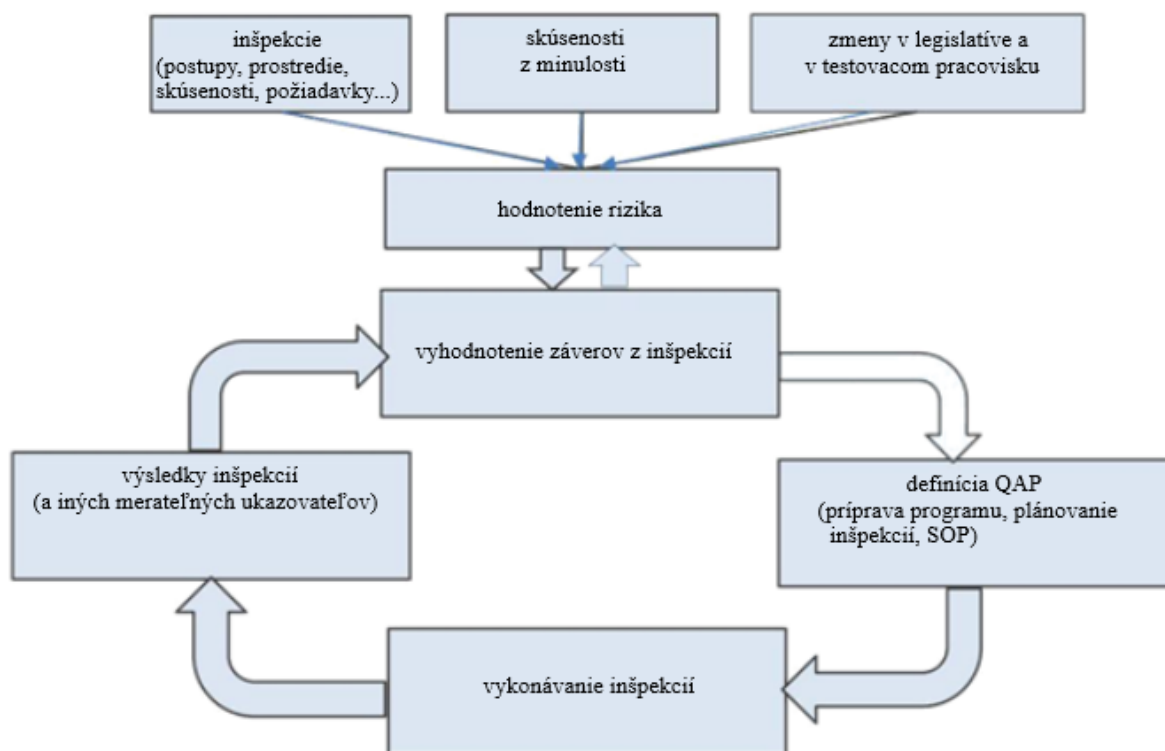 inšpekcie
(postupy, prostredie,
skúsenosti, požiadavky...)
skúsenosti
z minulosti
zmeny v legislatíve a
v testovacom pracovisku
hodnotenie rizika
vyhodnotenie záverov z inšpekcií
výsledky inšpekcií
(a iných merateľných ukazovateľov)
definícia QAP
(príprava programu, plánovanie
inšpekcií, SOP)
vykonávanie inšpekcií